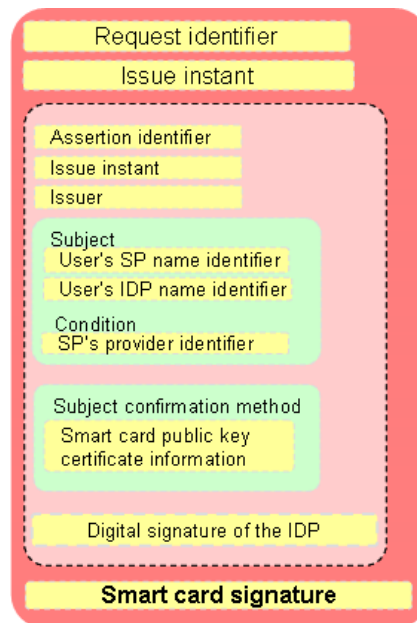 Request identifier
Issue instant
Assertion identifier
Issue instant
Issuer
Subject
User's SP name identifier
User's IDP name identifier
Condition
SP's provider identifier
Subject confirmation method
Smart card public key
certificate information
Digital signature of the IDP
Smart card signature